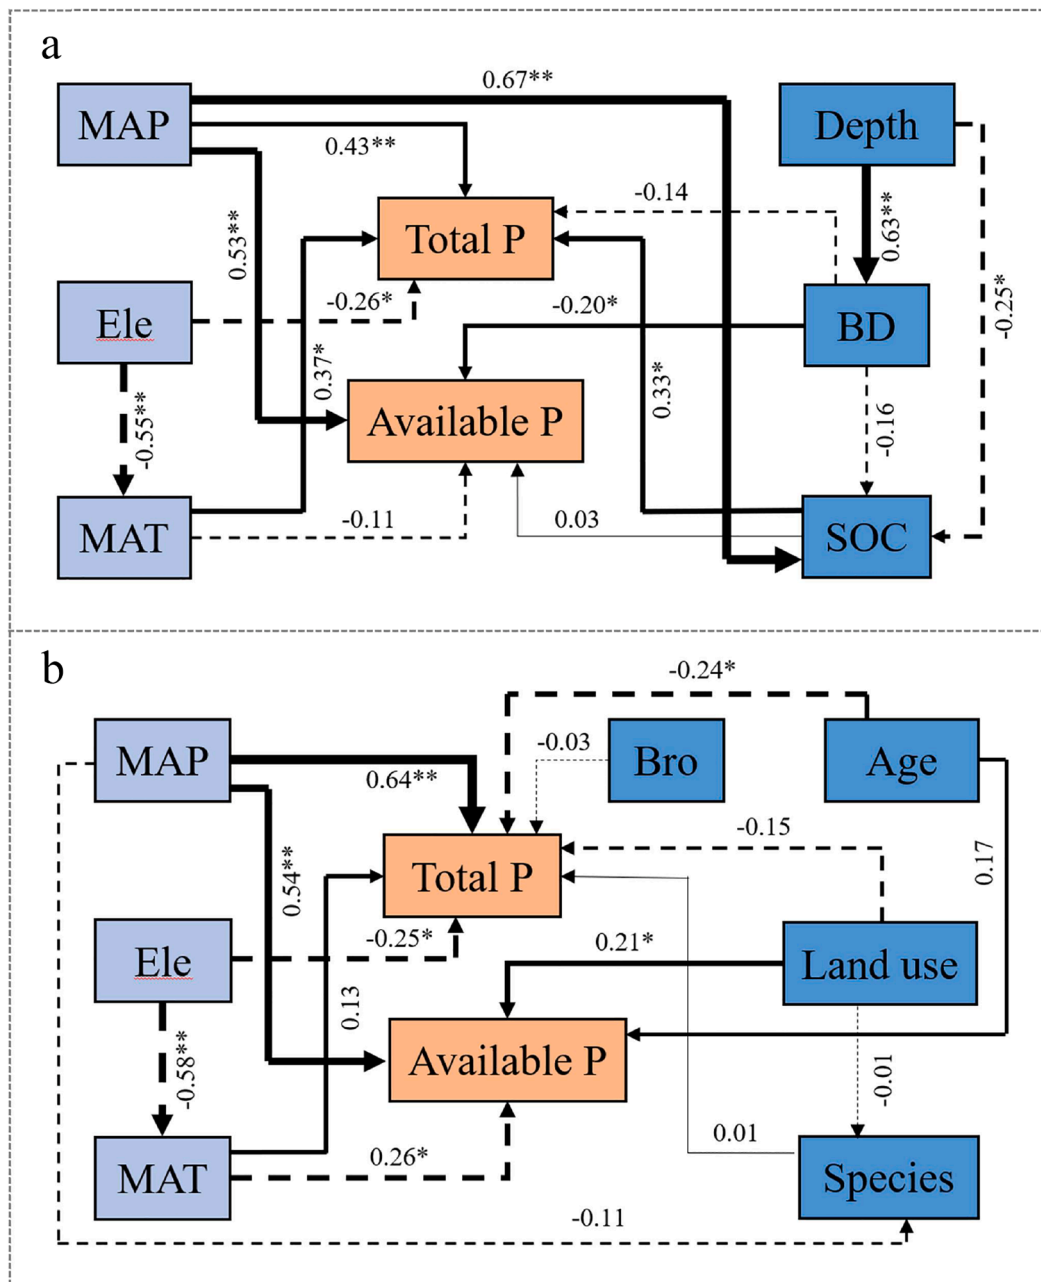 a
0.67**
MAP
Depth
0.43**
-0.14
Total P
0.63**
0.53**
-0.26*
-0.20*
-0.25*
Ele
BD
0.37*
0.33*
Available P
-0.55**
-0.16
MAT
-0.11
0.03
SOC
b
-0.24*
MAP
-0.03
Bro
Age
0.64**
-0.15
0.17
Total P
0.54**
-0.25*
0.21*
Ele
Land use
0.13
Available P
-0.58**
-0.01
0.01
MAT
0.26*
Species
-0.11